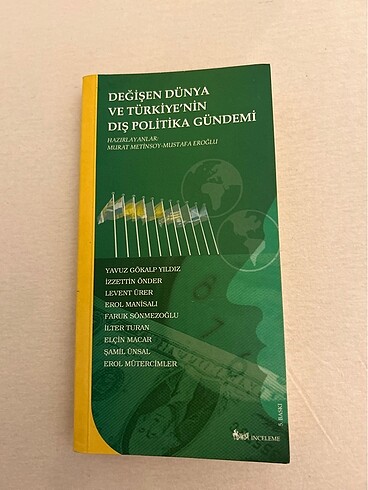 DEĞİŞEN DÜNYA
VE TÜRKİYE'NİN
DIŞ POLİTİKA GÜNDEMİ
HAZIRLAYANLAR:
MURAT METİNSOY-MUSTAFA EROĞLU
YAVUZ GÖKALP YILDIZ
İZZETTİN ÖNDER
LEVENT ÜRER
EROL MANİSALI
FARUK SÖNMEZOĞLU
İLTER TURAN
ELÇİN MACAR
ŞAMİL ÜNSAL
EROL MÜTERCİMLER
5. BASKI
İNCELEME